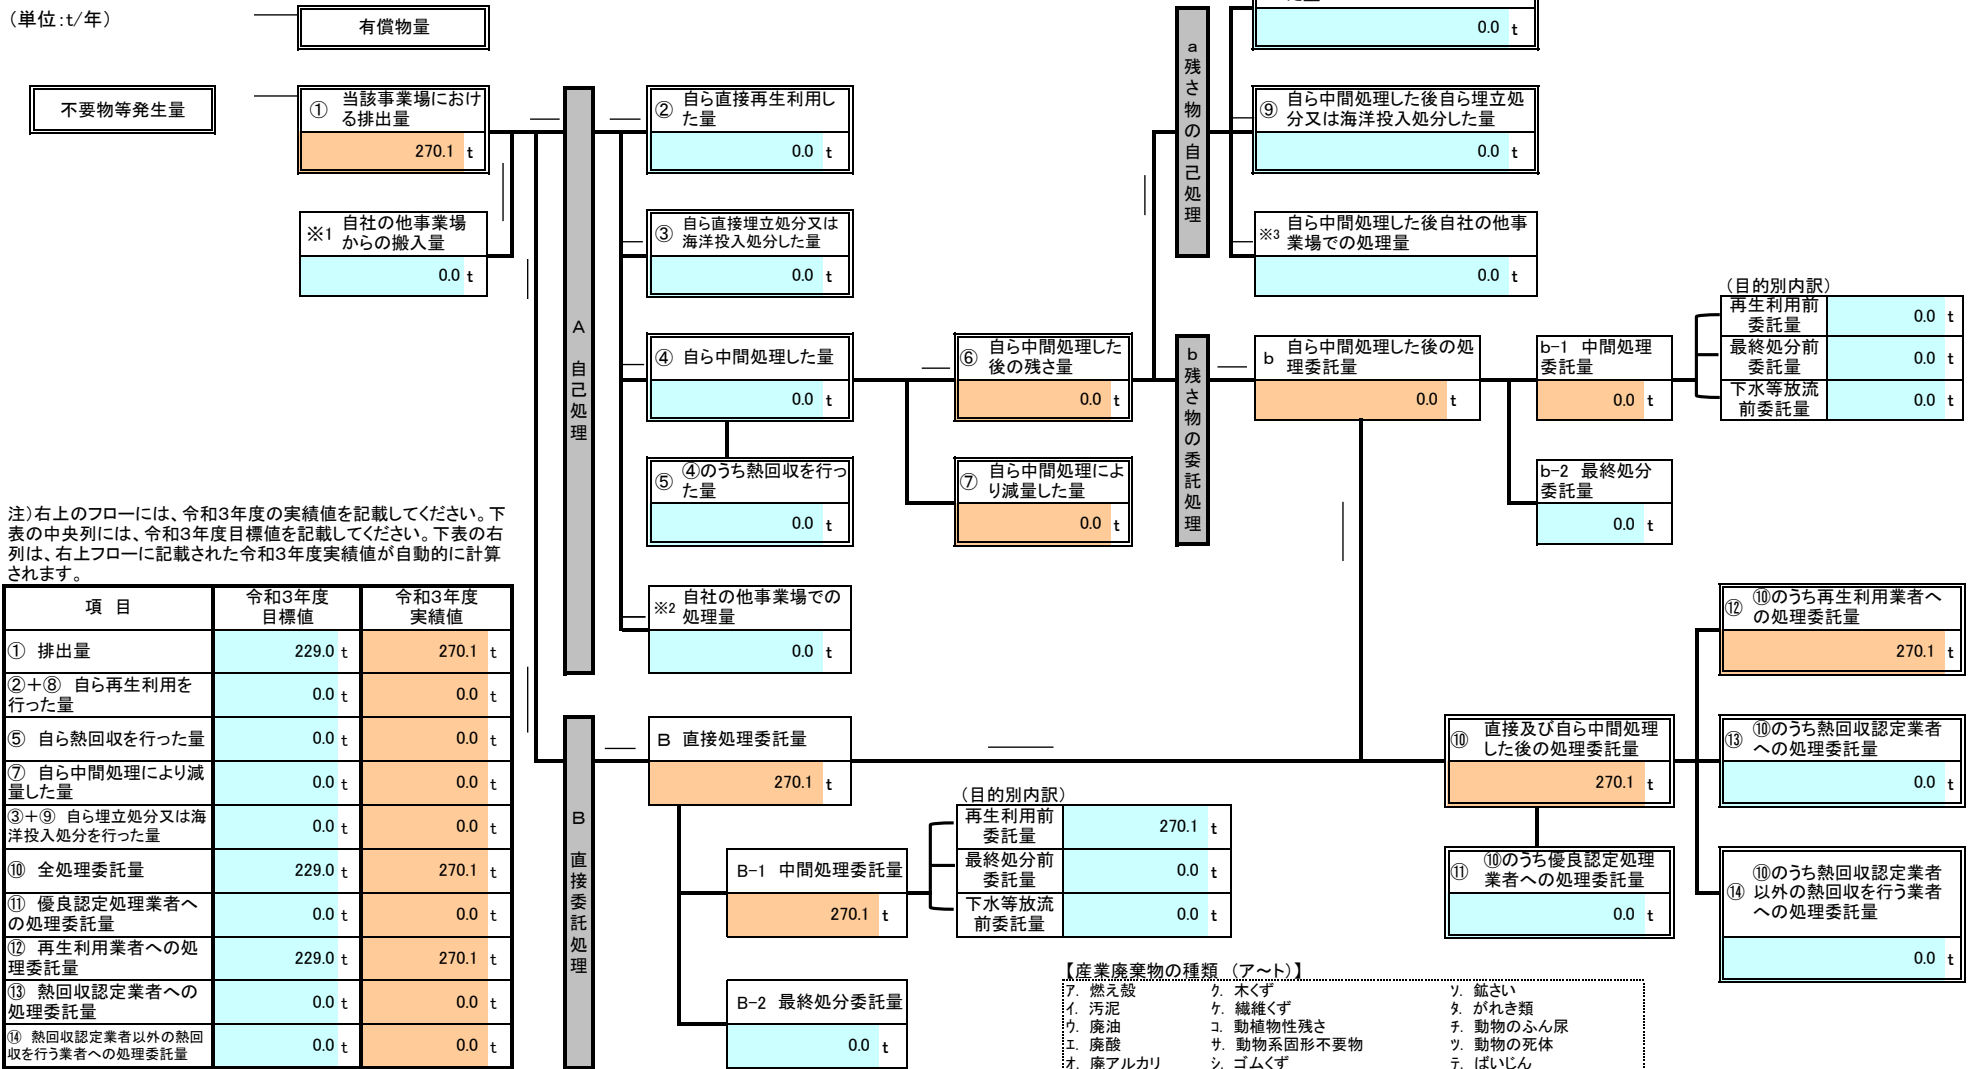 (単位:t/年)
有償物量
0.0 t
不要物等発生量
① 当該事業場におけ
る排出量
270.1 t
※1 自社の他事業場
からの搬入量
0.0 t
A 自己処理
② 自ら直接再生利用し
た量
0.0 t
③ 自ら直接埋立処分又は
海洋投入処分した量
0.0 t
④ 自ら中間処理した量
0.0 t
⑤ ④のうち熱回収を行っ
た量
0.0 t
※2 自社の他事業場での
処理量
0.0 t
⑥ 自ら中間処理した
後の残さ量
0.0 t
⑦ 自ら中間処理によ
り減量した量
0.0 t
a 残さ物の自己処理
⑨ 自ら中間処理した後自ら埋立処
分又は海洋投入処分した量
0.0 t
※3 自ら中間処理した後自社の他事
業場での処理量
0.0 t
b 残さ物の委託処理
b 自ら中間処理した後の処
理委託量
0.0 t
b-1 中間処理
委託量
0.0 t
b-2 最終処分
委託量
0.0 t
(目的別内訳)
再生利用前
委託量
0.0 t
最終処分前
委託量
0.0 t
下水等放流
前委託量
0.0 t
注)右上のフローには、令和3年度の実績値を記載してください。下
表の中央列には、令和3年度目標値を記載してください。下表の右
列は、右上フローに記載された令和3年度実績値が自動的に計算
されます。
項 目 令和3年度 目標値 令和3年度 実績値
① 排出量 229.0 t 270.1 t
②+⑧ 自ら再生利用を
行った量 0.0 t 0.0 t
⑤ 自ら熱回収を行った量 0.0 t 0.0 t
⑦ 自ら中間処理により減
量した量 0.0 t 0.0 t
③+⑨ 自ら埋立処分又は海
洋投入処分を行った量 0.0 t 0.0 t
⑩ 全処理委託量 229.0 t 270.1 t
⑪ 優良認定処理業者へ
の処理委託量 0.0 t 0.0 t
⑫ 再生利用業者への処
理委託量 229.0 t 270.1 t
⑬ 熱回収認定業者への
処理委託量 0.0 t 0.0 t
⑭ 熱回収認定業者以外の熱回
収を行う業者への処理委託量 0.0 t 0.0 t
B 直接委託処理
B 直接処理委託量
270.1 t
B-1 中間処理委託量
270.1 t
B-2 最終処分委託量
0.0 t
(目的別内訳)
再生利用前
委託量
270.1 t
最終処分前
委託量
0.0 t
下水等放流
前委託量
0.0 t
⑩ 直接及び自ら中間処理
した後の処理委託量
270.1 t
⑪ ⑩のうち優良認定処理
業者への処理委託量
0.0 t
⑫ ⑩のうち再生利用業者へ
の処理委託量
270.1 t
⑬ ⑩のうち熱回収認定業者
への処理委託量
0.0 t
⑭ ⑩のうち熱回収認定業者
以外の熱回収を行う業者
への処理委託量
0.0 t
【産業廃棄物の種類 (ア~ト)】
ア. 燃え殻 ク. 木くず ソ. 鉱さい
イ. 汚泥 ケ. 繊維くず タ. がれき類
ウ. 廃油 コ. 動植物性残さ チ. 動物のふん尿
エ. 廃酸 サ. 動物系固形不要物 ツ. 動物の死体
オ. 廃アルカリ シ. ゴムくず テ. ばいじん